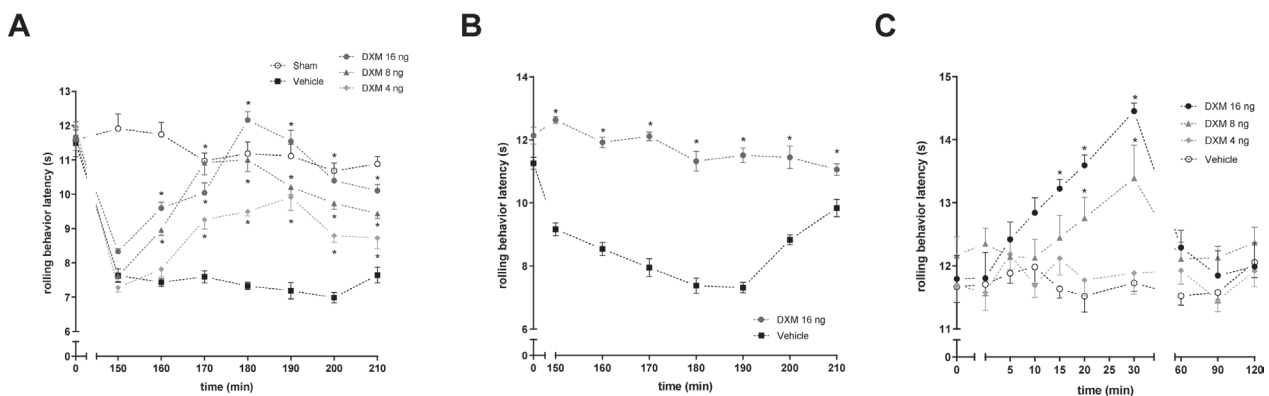 A
Sham
Vehicle
DXM 16 ng
DXM 8 ng
DXM 4 ng
rolling behavior latency (s)
13
12
11
10
9
8
7
6
0
* * * * * * * * * * * * * * * * *
0 150 160 170 180 190 200 210
time (min)
B
rolling behavior latency (s)
14
12
10
8
6
0
* * * * * * *
DXM 16 ng
Vehicle
0 150 160 170 180 190 200 210
time (min)
C
rolling behavior latency (s)
15
14
13
12
11
0
* * * * *
DXM 16 ng
DXM 8 ng
DXM 4 ng
Vehicle
0 5 10 15 20 25 30 60 90 120
time (min)